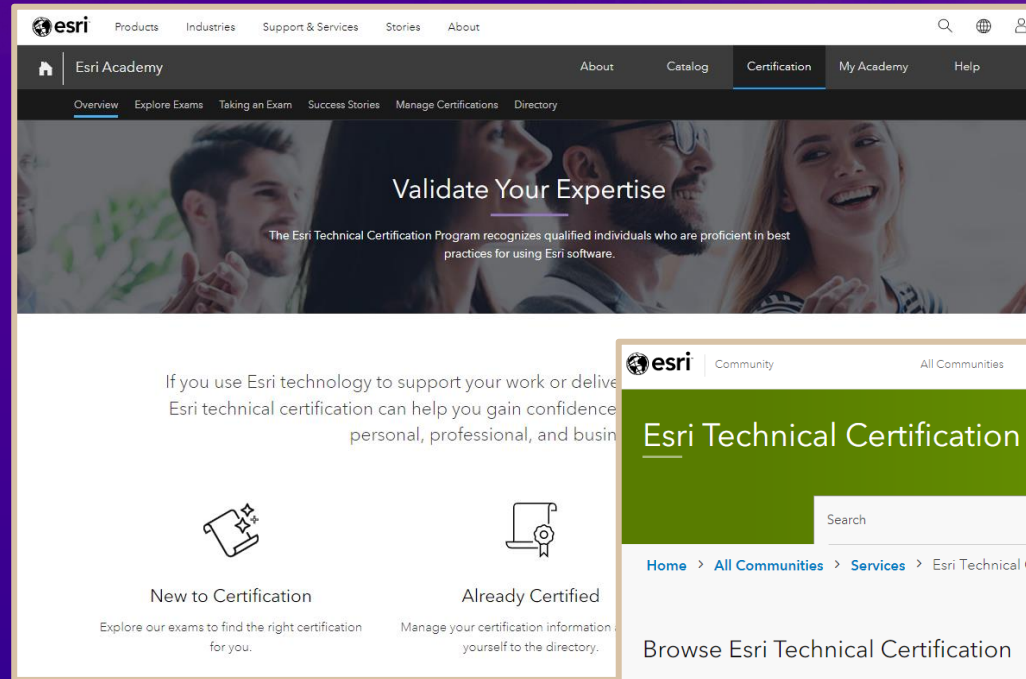 esri Products Industries Support & Services Stories About
Esri Academy About Catalog Certification My Academy Help
Overview Explore Exams Taking an Exam Success Stories Manage Certifications Directory
Validate Your Expertise
The Esri Technical Certification Program recognizes qualified individuals who are proficient in best
practices for using Esri software.
If you use Esri technology to support your work or
Esri technical certification can help you gain confidence
personal, professional, and
New to Certification
Explore our exams to find the right certification
for you.
Already Certified
Manage your certification information
yourself to the directory.
esri Community All Communities
Esri Technical Certification
Search
Home > All Communities > Services > Esri Technical
Browse Esri Technical Certification